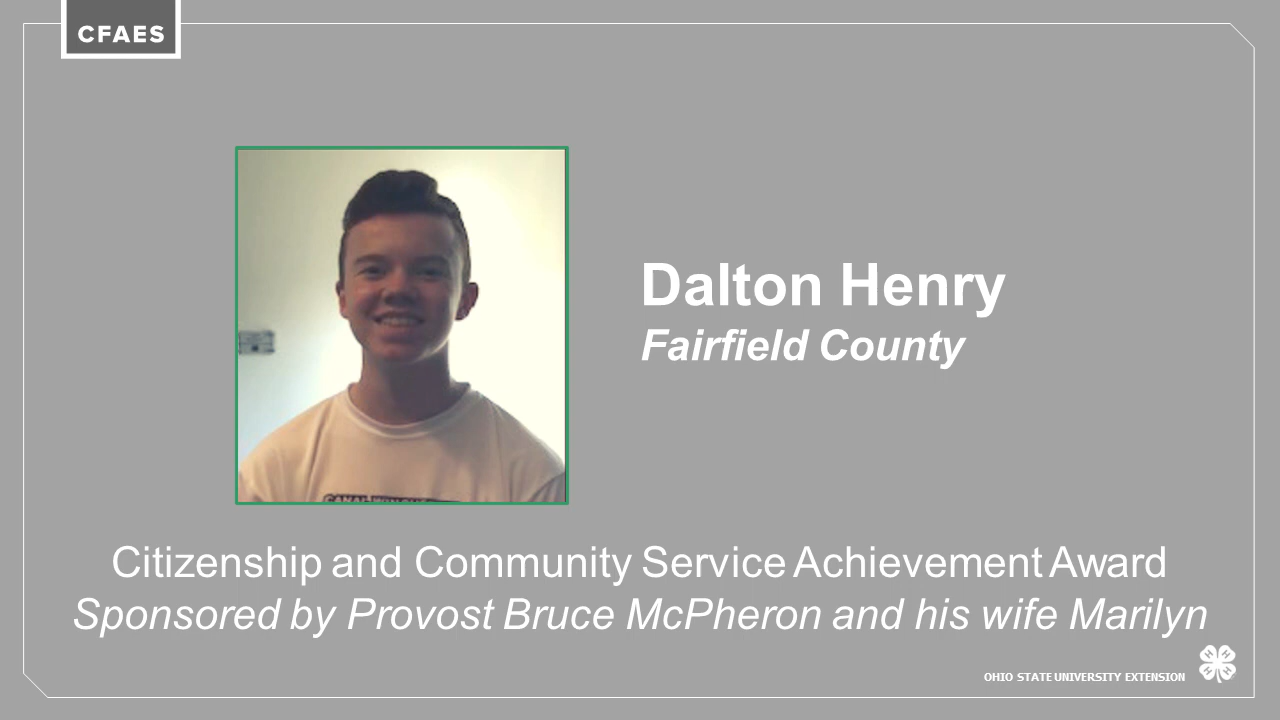 CFAES
Dalton Henry
Fairfield County
Citizenship and Community Service Achievement Award
Sponsored by Provost Bruce McPheron and his wife Marilyn
OHIO STATE UNIVERSITY EXTENSION
H H
H H